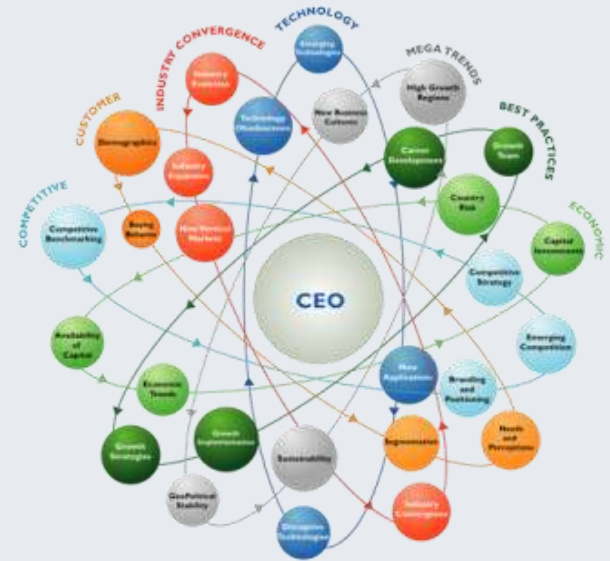 TECHNOLOGY
INDUSTRY CONVERGENCE
MEGA TRENDS
CUSTOMER
BEST PRACTICES
COMPETITIVE
ECONOMIC
Emerging
Technologies
Industry
Evolution
High Growth
Regions
New Business
Cultures
Technology
Obsolescence
Demographics
Career
Development
Growth
Team
Industry
Expansion
Country
Risk
Competitive
Benchmarking
Buying
Behavior
New Vertical
Markets
Capital
Investments
Competitive
Strategy
CEO
Availability
of
Capital
Emerging
Competition
New
Applications
Economic
Trends
Branding
and
Positioning
Growth
Implementation
Needs
and
Perceptions
Segmentation
Growth
Strategies
Sustainability
GeoPolitical
Stability
Industry
Convergence
Disruptive
Technologies